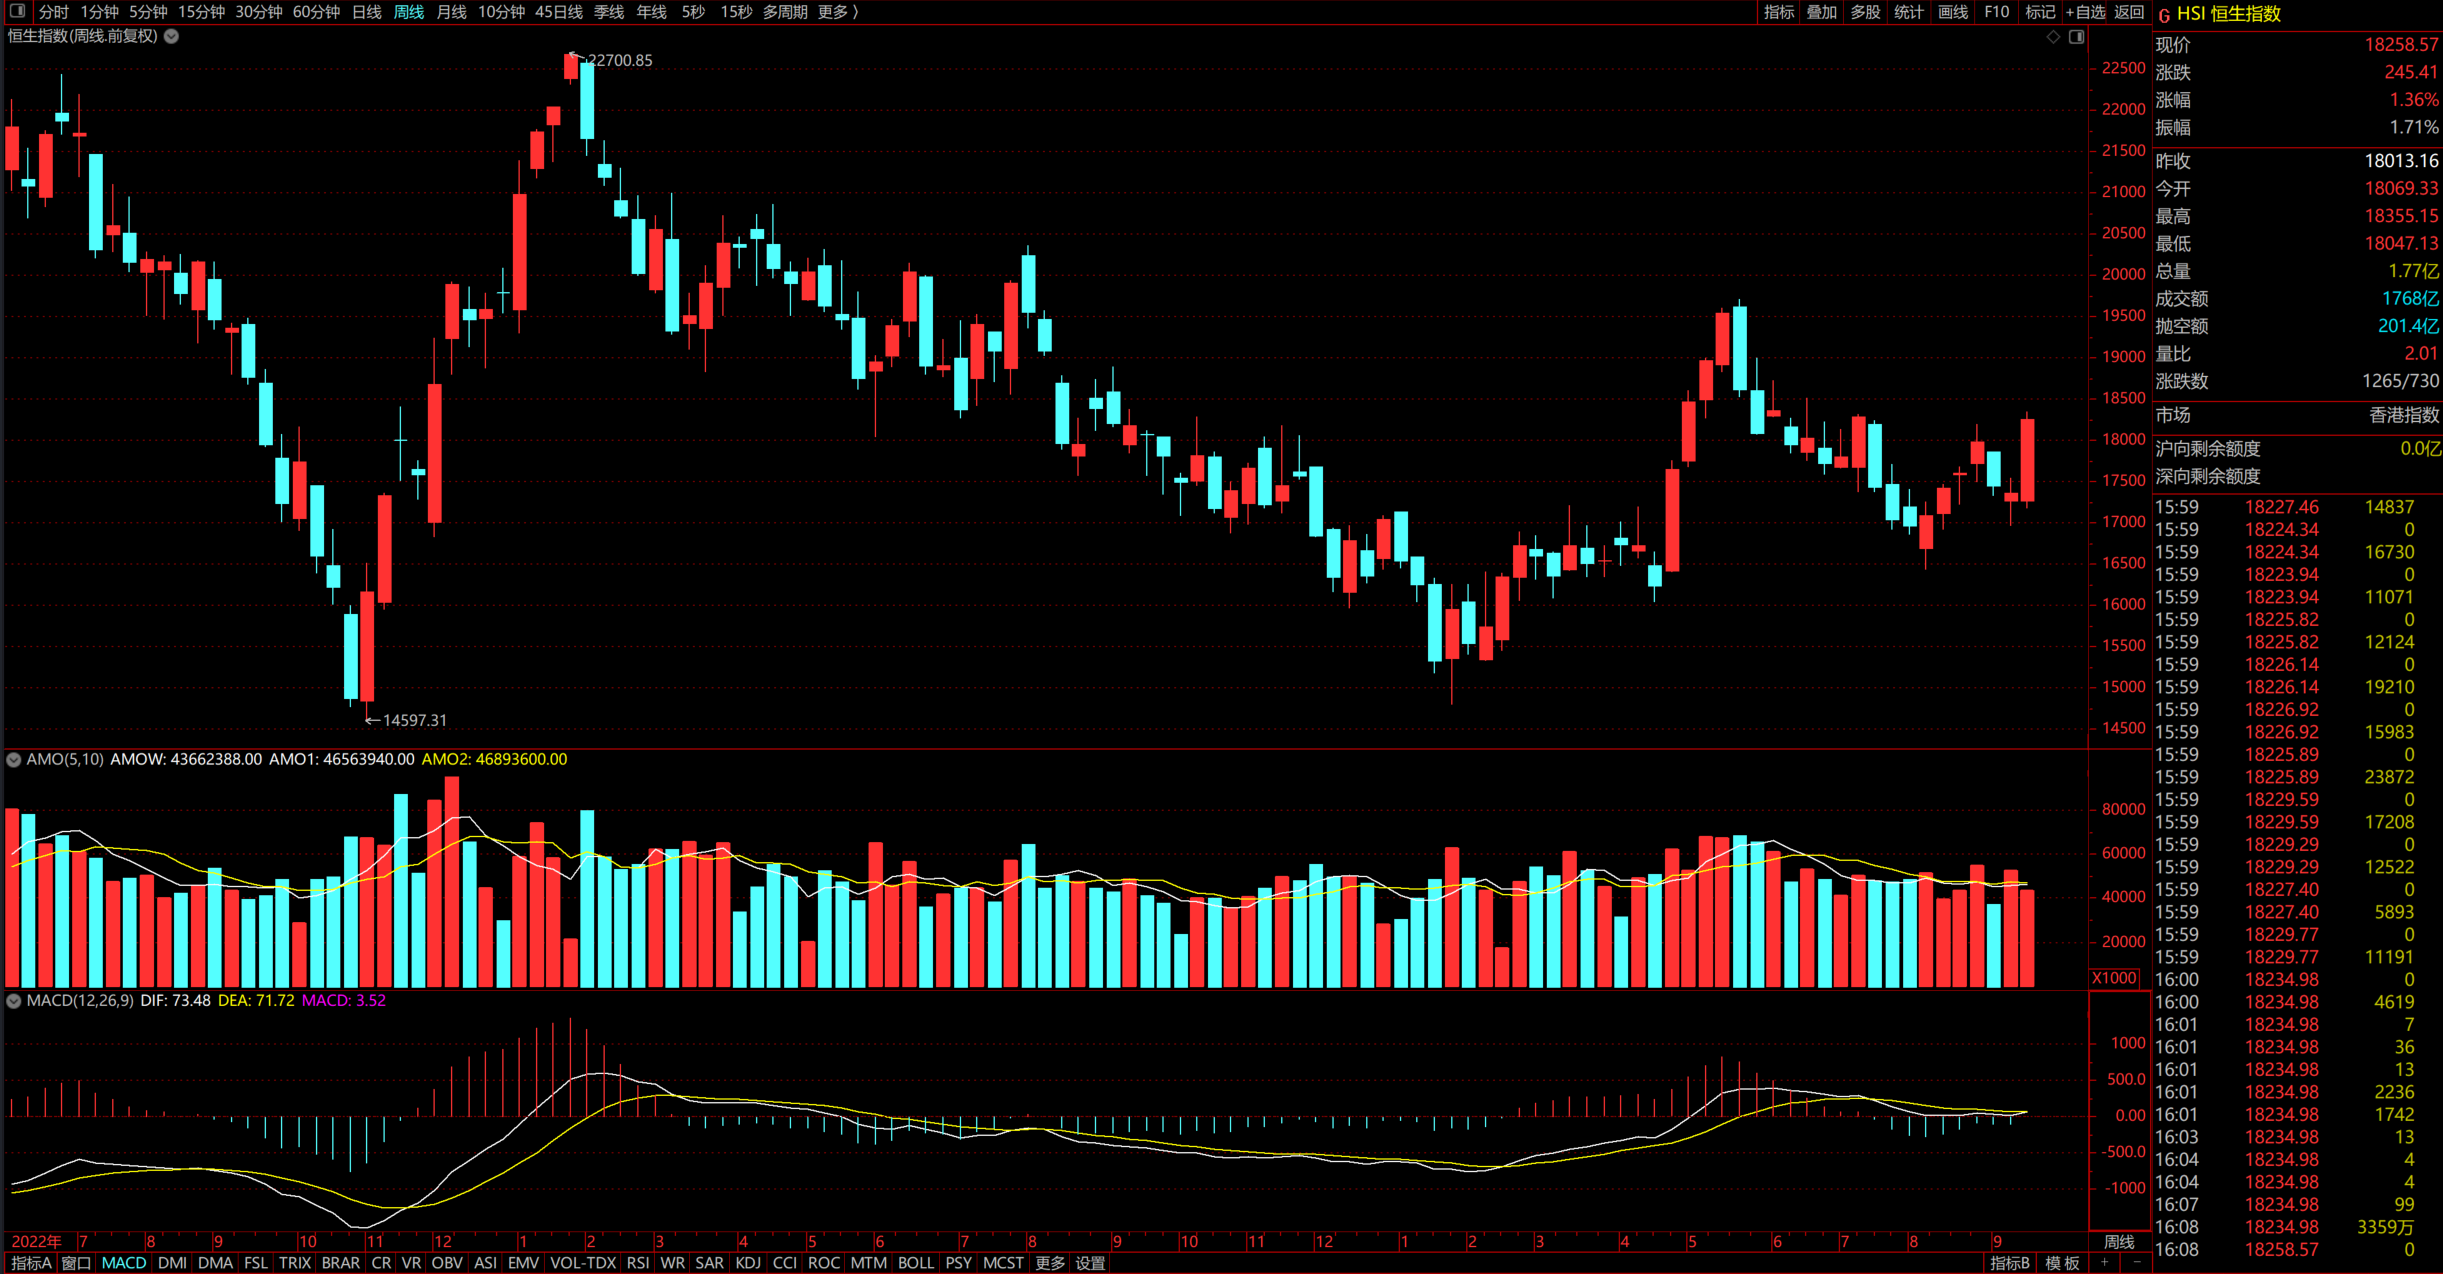 分时 1分钟 5分钟 15分钟 30分钟 60分钟 日线 周线 月线 10分钟 45日线 季线 年线 5秒 15秒 多周期 更多 〉
指标 叠加 多股 统计 画线 F10 标记 +自选 返回
恒生指数(周线.前复权)
22700.85
14597.31
22500
22000
21500
21000
20500
20000
19500
19000
18500
18000
17500
17000
16500
16000
15500
15000
14500
AMO(5,10) AMOW: 43662388.00 AMO1: 46563940.00 AMO2: 46893600.00
80000
60000
40000
20000
X1000
MACD(12,26,9) DIF: 73.48 DEA: 71.72 MACD: 3.52
1000
500.0
0.00
-500.0
-1000
2022年 7 8 9 10 11 12 1 2 3 4 5 6 7 8 9 10 11 12 1 2 3 4 5 6 7 8 9 周线
指标A 窗口 MACD DMI DMA FSL TRIX BRAR CR VR OBV ASI EMV VOL-TDX RSI WR SAR KDJ CCI ROC MTM BOLL PSY MCST 更多 设置
指标B 模板 + −
G HSI 恒生指数
现价 18258.57
涨跌 245.41
涨幅 1.36%
振幅 1.71%
昨收 18013.16
今开 18069.33
最高 18355.15
最低 18047.13
总量 1.77亿
成交额 1768亿
抛空额 201.4亿
量比 2.01
涨跌数 1265/730
市场 香港指数
沪向剩余额度 0.0亿
深向剩余额度
15:59 18227.46 14837
15:59 18224.34 0
15:59 18224.34 16730
15:59 18223.94 0
15:59 18223.94 11071
15:59 18225.82 0
15:59 18225.82 12124
15:59 18226.14 0
15:59 18226.14 19210
15:59 18226.92 0
15:59 18226.92 15983
15:59 18225.89 0
15:59 18225.89 23872
15:59 18229.59 0
15:59 18229.59 17208
15:59 18229.29 0
15:59 18229.29 12522
15:59 18227.40 0
15:59 18227.40 5893
15:59 18229.77 0
15:59 18229.77 11191
16:00 18234.98 0
16:00 18234.98 4619
16:01 18234.98 7
16:01 18234.98 36
16:01 18234.98 13
16:01 18234.98 2236
16:01 18234.98 1742
16:03 18234.98 13
16:04 18234.98 4
16:04 18234.98 4
16:07 18234.98 99
16:08 18234.98 3359万
16:08 18258.57 0